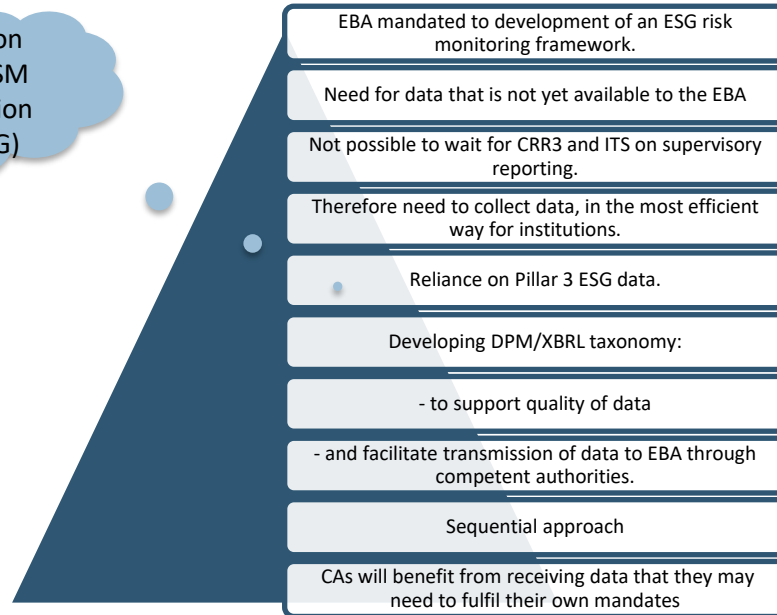 EBA mandated to development of an ESG risk
monitoring framework.
Need for data that is not yet available to the EBA
Not possible to wait for CRR3 and ITS on supervisory
reporting.
Therefore need to collect data, in the most efficient
way for institutions.
Reliance on Pillar 3 ESG data.
Developing DPM/XBRL taxonomy:
- to support quality of data
- and facilitate transmission of data to EBA through
competent authorities.
Sequential approach
CAs will benefit from receiving data that they may
need to fulfil their own mandates